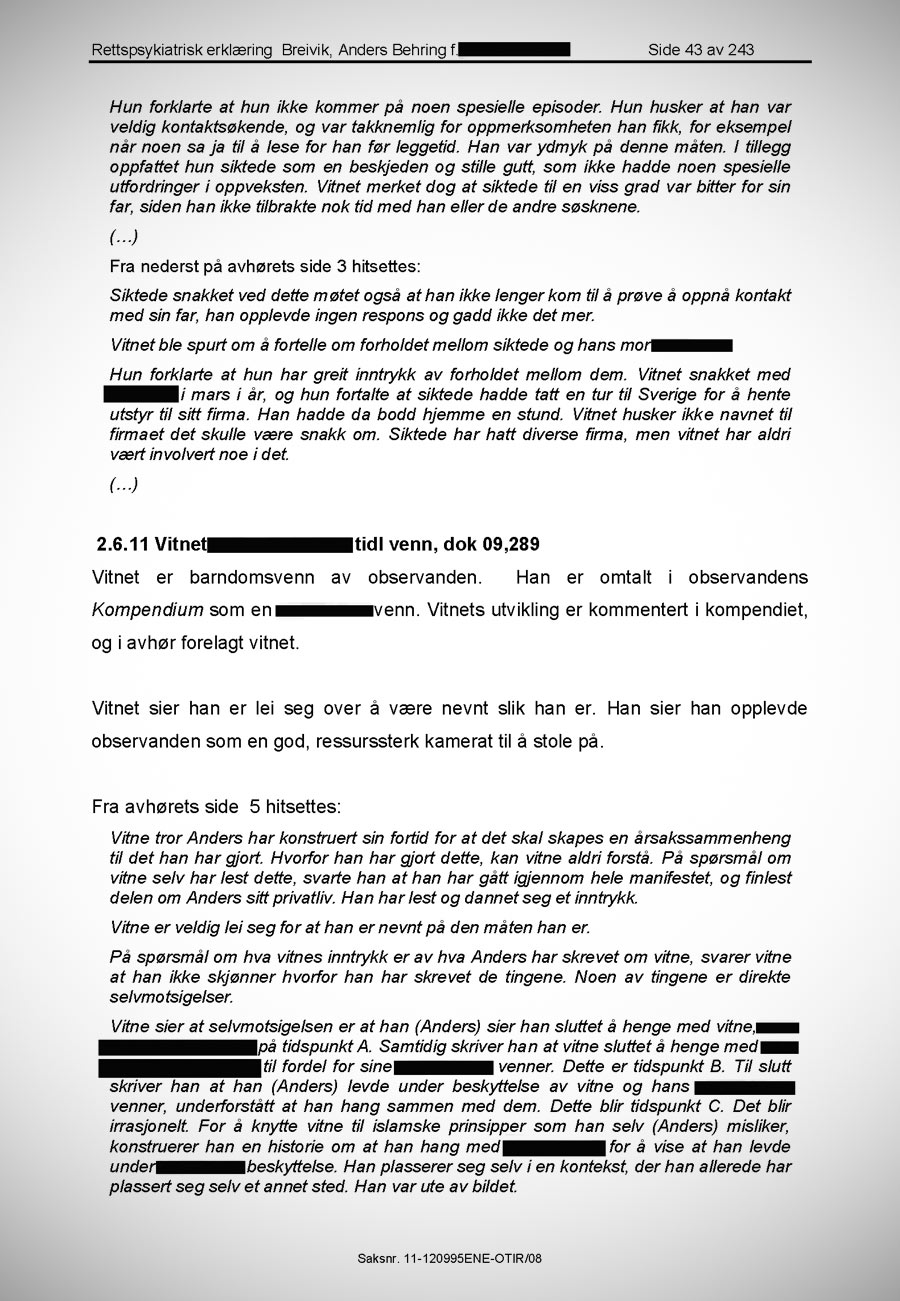 Rettspsykiatrisk erklæring Breivik, Anders Behring f. Side 43 av 243
Hun forklarte at hun ikke kommer på noen spesielle episoder. Hun husker at han var
veldig kontaktsøkende, og var takknemlig for oppmerksomheten han fikk, for eksempel
når noen sa ja til å lese for han før leggetid. Han var ydmyk på denne måten. I tillegg
oppfattet hun siktede som en beskjeden og stille gutt, som ikke hadde noen spesielle
utfordringer i oppveksten. Vitnet merket dog at siktede til en viss grad var bitter for sin
far, siden han ikke tilbrakte nok tid med han eller de andre søsknene.
(…)
Fra nederst på avhørets side 3 hitsettes:
Siktede snakket ved dette møtet også at han ikke lenger kom til å prøve å oppnå kontakt
med sin far, han opplevde ingen respons og gadd ikke det mer.
Vitnet ble spurt om å fortelle om forholdet mellom siktede og hans mor
Hun forklarte at hun har greit inntrykk av forholdet mellom dem. Vitnet snakket med
i mars i år, og hun fortalte at siktede hadde tatt en tur til Sverige for å hente
utstyr til sitt firma. Han hadde da bodd hjemme en stund. Vitnet husker ikke navnet til
firmaet det skulle være snakk om. Siktede har hatt diverse firma, men vitnet har aldri
vært involvert noe i det.
(…)
2.6.11 Vitnet tidl venn, dok 09,289
Vitnet er barndomsvenn av observanden. Han er omtalt i observandens
Kompendium som en venn. Vitnets utvikling er kommentert i kompendiet,
og i avhør forelagt vitnet.
Vitnet sier han er lei seg over å være nevnt slik han er. Han sier han opplevde
observanden som en god, ressurssterk kamerat til å stole på.
Fra avhørets side 5 hitsettes:
Vitne tror Anders har konstruert sin fortid for at det skal skapes en årsakssammenheng
til det han har gjort. Hvorfor han har gjort dette, kan vitne aldri forstå. På spørsmål om
vitne selv har lest dette, svarte han at han har gått igjennom hele manifestet, og finlest
delen om Anders sitt privatliv. Han har lest og dannet seg et inntrykk.
Vitne er veldig lei seg for at han er nevnt på den måten han er.
På spørsmål om hva vitnes inntrykk er av hva Anders har skrevet om vitne, svarer vitne
at han ikke skjønner hvorfor han har skrevet de tingene. Noen av tingene er direkte
selvmotsigelser.
Vitne sier at selvmotsigelsen er at han (Anders) sier han sluttet å henge med vitne,
på tidspunkt A. Samtidig skriver han at vitne sluttet å henge med
til fordel for sine venner. Dette er tidspunkt B. Til slutt
skriver han at han (Anders) levde under beskyttelse av vitne og hans
venner, underforstått at han hang sammen med dem. Dette blir tidspunkt C. Det blir
irrasjonelt. For å knytte vitne til islamske prinsipper som han selv (Anders) misliker,
konstruerer han en historie om at han hang med for å vise at han levde
under beskyttelse. Han plasserer seg selv i en kontekst, der han allerede har
plassert seg selv et annet sted. Han var ute av bildet.
Saksnr. 11-120995ENE-OTIR/08